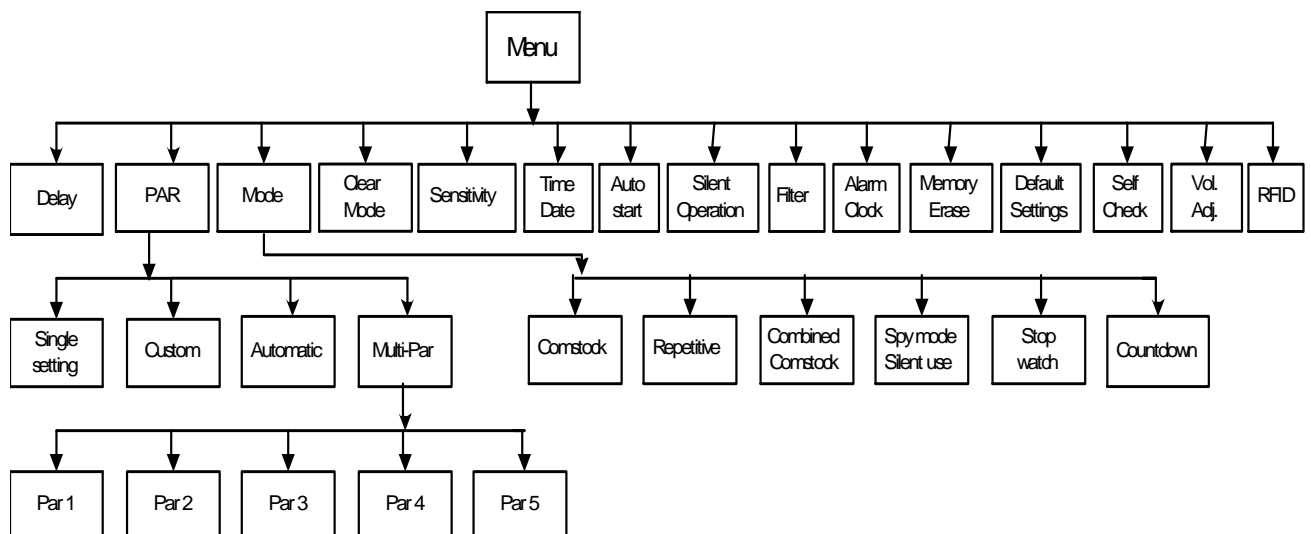 Menu
Delay
PAR
Mode
Clear
Mode
Sensitivity
Time
Date
Auto
start
Silent
Operation
Filter
Alarm
Clock
Memory
Erase
Default
Settings
Self
Check
Vol.
Adj.
RFID
Single
setting
Custom
Automatic
Multi-Par
Comstock
Repetitive
Combined
Comstock
Spy mode
Silent use
Stop
watch
Countdown
Par 1
Par 2
Par 3
Par 4
Par 5